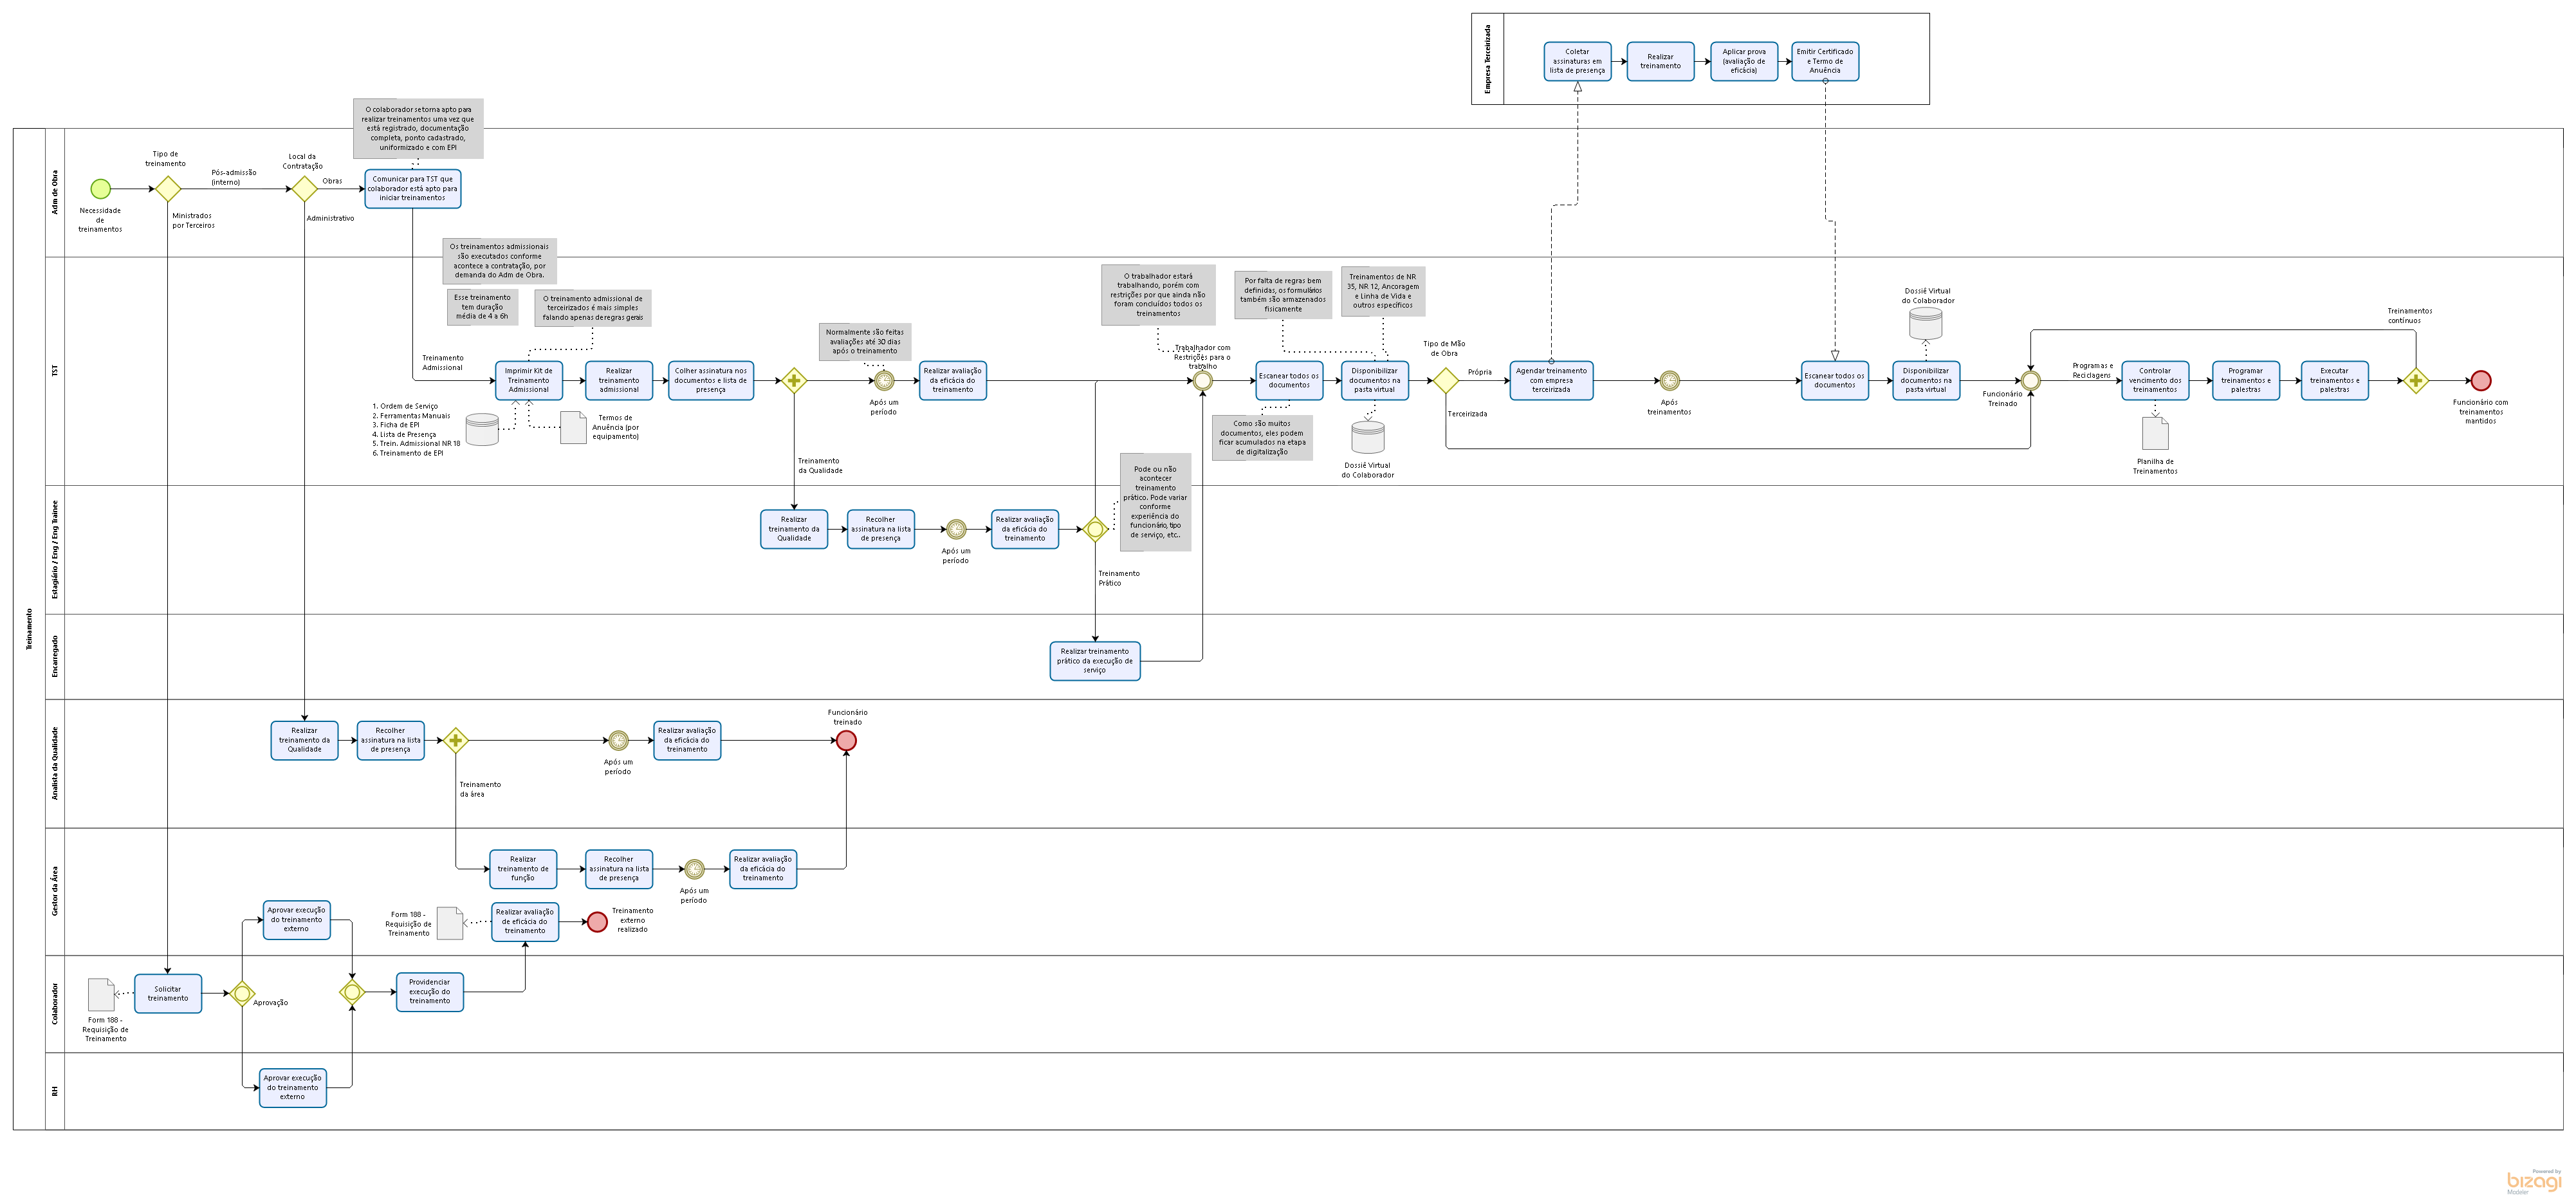 Empresa Terceirizada
Coletar
assinaturas em
lista de presença
Realizar
treinamento
Aplicar prova
(avaliação de
eficácia)
Emitir Certificado
e Termo de
Anuência
Treinamento
Adm de Obra
O colaborador se torna apto para
realizar treinamentos uma vez que
está registrado, documentação
completa, ponto cadastrado,
uniformizado e com EPI
Necessidade
de
treinamentos
Tipo de
treinamento
Pós-admissão
(interno)
Ministrados
por Terceiros
Local da
Contratação
Obras
Administrativo
Comunicar para TST que
colaborador está apto para
iniciar treinamentos
TST
Os treinamentos admissionais
são executados conforme
acontece a contratação, por
demanda do Adm de Obra.
Esse treinamento
tem duração
média de 4 a 6h
O treinamento admissional de
terceirizados é mais simples
falando apenas de regras gerais
Treinamento
Admissional
Imprimir Kit de
Treinamento
Admissional
1. Ordem de Serviço
2. Ferramentas Manuais
3. Ficha de EPI
4. Lista de Presença
5. Trein. Admissional NR 18
6. Treinamento de EPI
Termos de
Anuência (por
equipamento)
Realizar
treinamento
admissional
Colher assinatura nos
documentos e lista de
presença
Treinamento
da Qualidade
Normalmente são feitas
avaliações até 30 dias
após o treinamento
Após um
período
Realizar avaliação
da eficácia do
treinamento
O trabalhador estará
trabalhando, porém com
restrições por que ainda não
foram concluídos todos os
treinamentos
Trabalhador com
Restrições para o
trabalho
Por falta de regras bem
definidas, os formulários
também são armazenados
fisicamente
Treinamentos de NR
35, NR 12, Ancoragem
e Linha de Vida e
outros específicos
Escanear todos os
documentos
Como são muitos
documentos, eles podem
ficar acumulados na etapa
de digitalização
Disponibilizar
documentos na
pasta virtual
Dossiê Virtual
do Colaborador
Tipo de Mão
de Obra
Própria
Terceirizada
Agendar treinamento
com empresa
terceirizada
Após
treinamentos
Escanear todos os
documentos
Dossiê Virtual
do Colaborador
Disponibilizar
documentos na
pasta virtual
Funcionário
Treinado
Programas e
Reciclagens
Controlar
vencimento dos
treinamentos
Planilha de
Treinamentos
Programar
treinamentos e
palestras
Executar
treinamentos e
palestras
Treinamentos
contínuos
Funcionário com
treinamentos
mantidos
Estagiário / Eng / Eng Trainee
Realizar
treinamento da
Qualidade
Recolher
assinatura na lista
de presença
Após um
período
Realizar avaliação
da eficácia do
treinamento
Pode ou não
acontecer
treinamento
prático. Pode variar
conforme
experiência do
funcionário, tipo
de serviço, etc..
Treinamento
Prático
Encarregado
Realizar treinamento
prático da execução de
serviço
Analista da Qualidade
Realizar
treinamento da
Qualidade
Recolher
assinatura na lista
de presença
Treinamento
da área
Após um
período
Realizar avaliação
da eficácia do
treinamento
Funcionário
treinado
Gestor da Área
Realizar
treinamento de
função
Recolher
assinatura na lista
de presença
Após um
período
Realizar avaliação
da eficácia do
treinamento
Aprovar execução
do treinamento
externo
Form 188 -
Requisição de
Treinamento
Realizar avaliação
de eficácia do
treinamento
Treinamento
externo
realizado
Colaborador
Form 188 -
Requisição de
Treinamento
Solicitar
treinamento
Aprovação
Providenciar
execução do
treinamento
RH
Aprovar execução
do treinamento
externo
Powered by
bizagi
Modeler